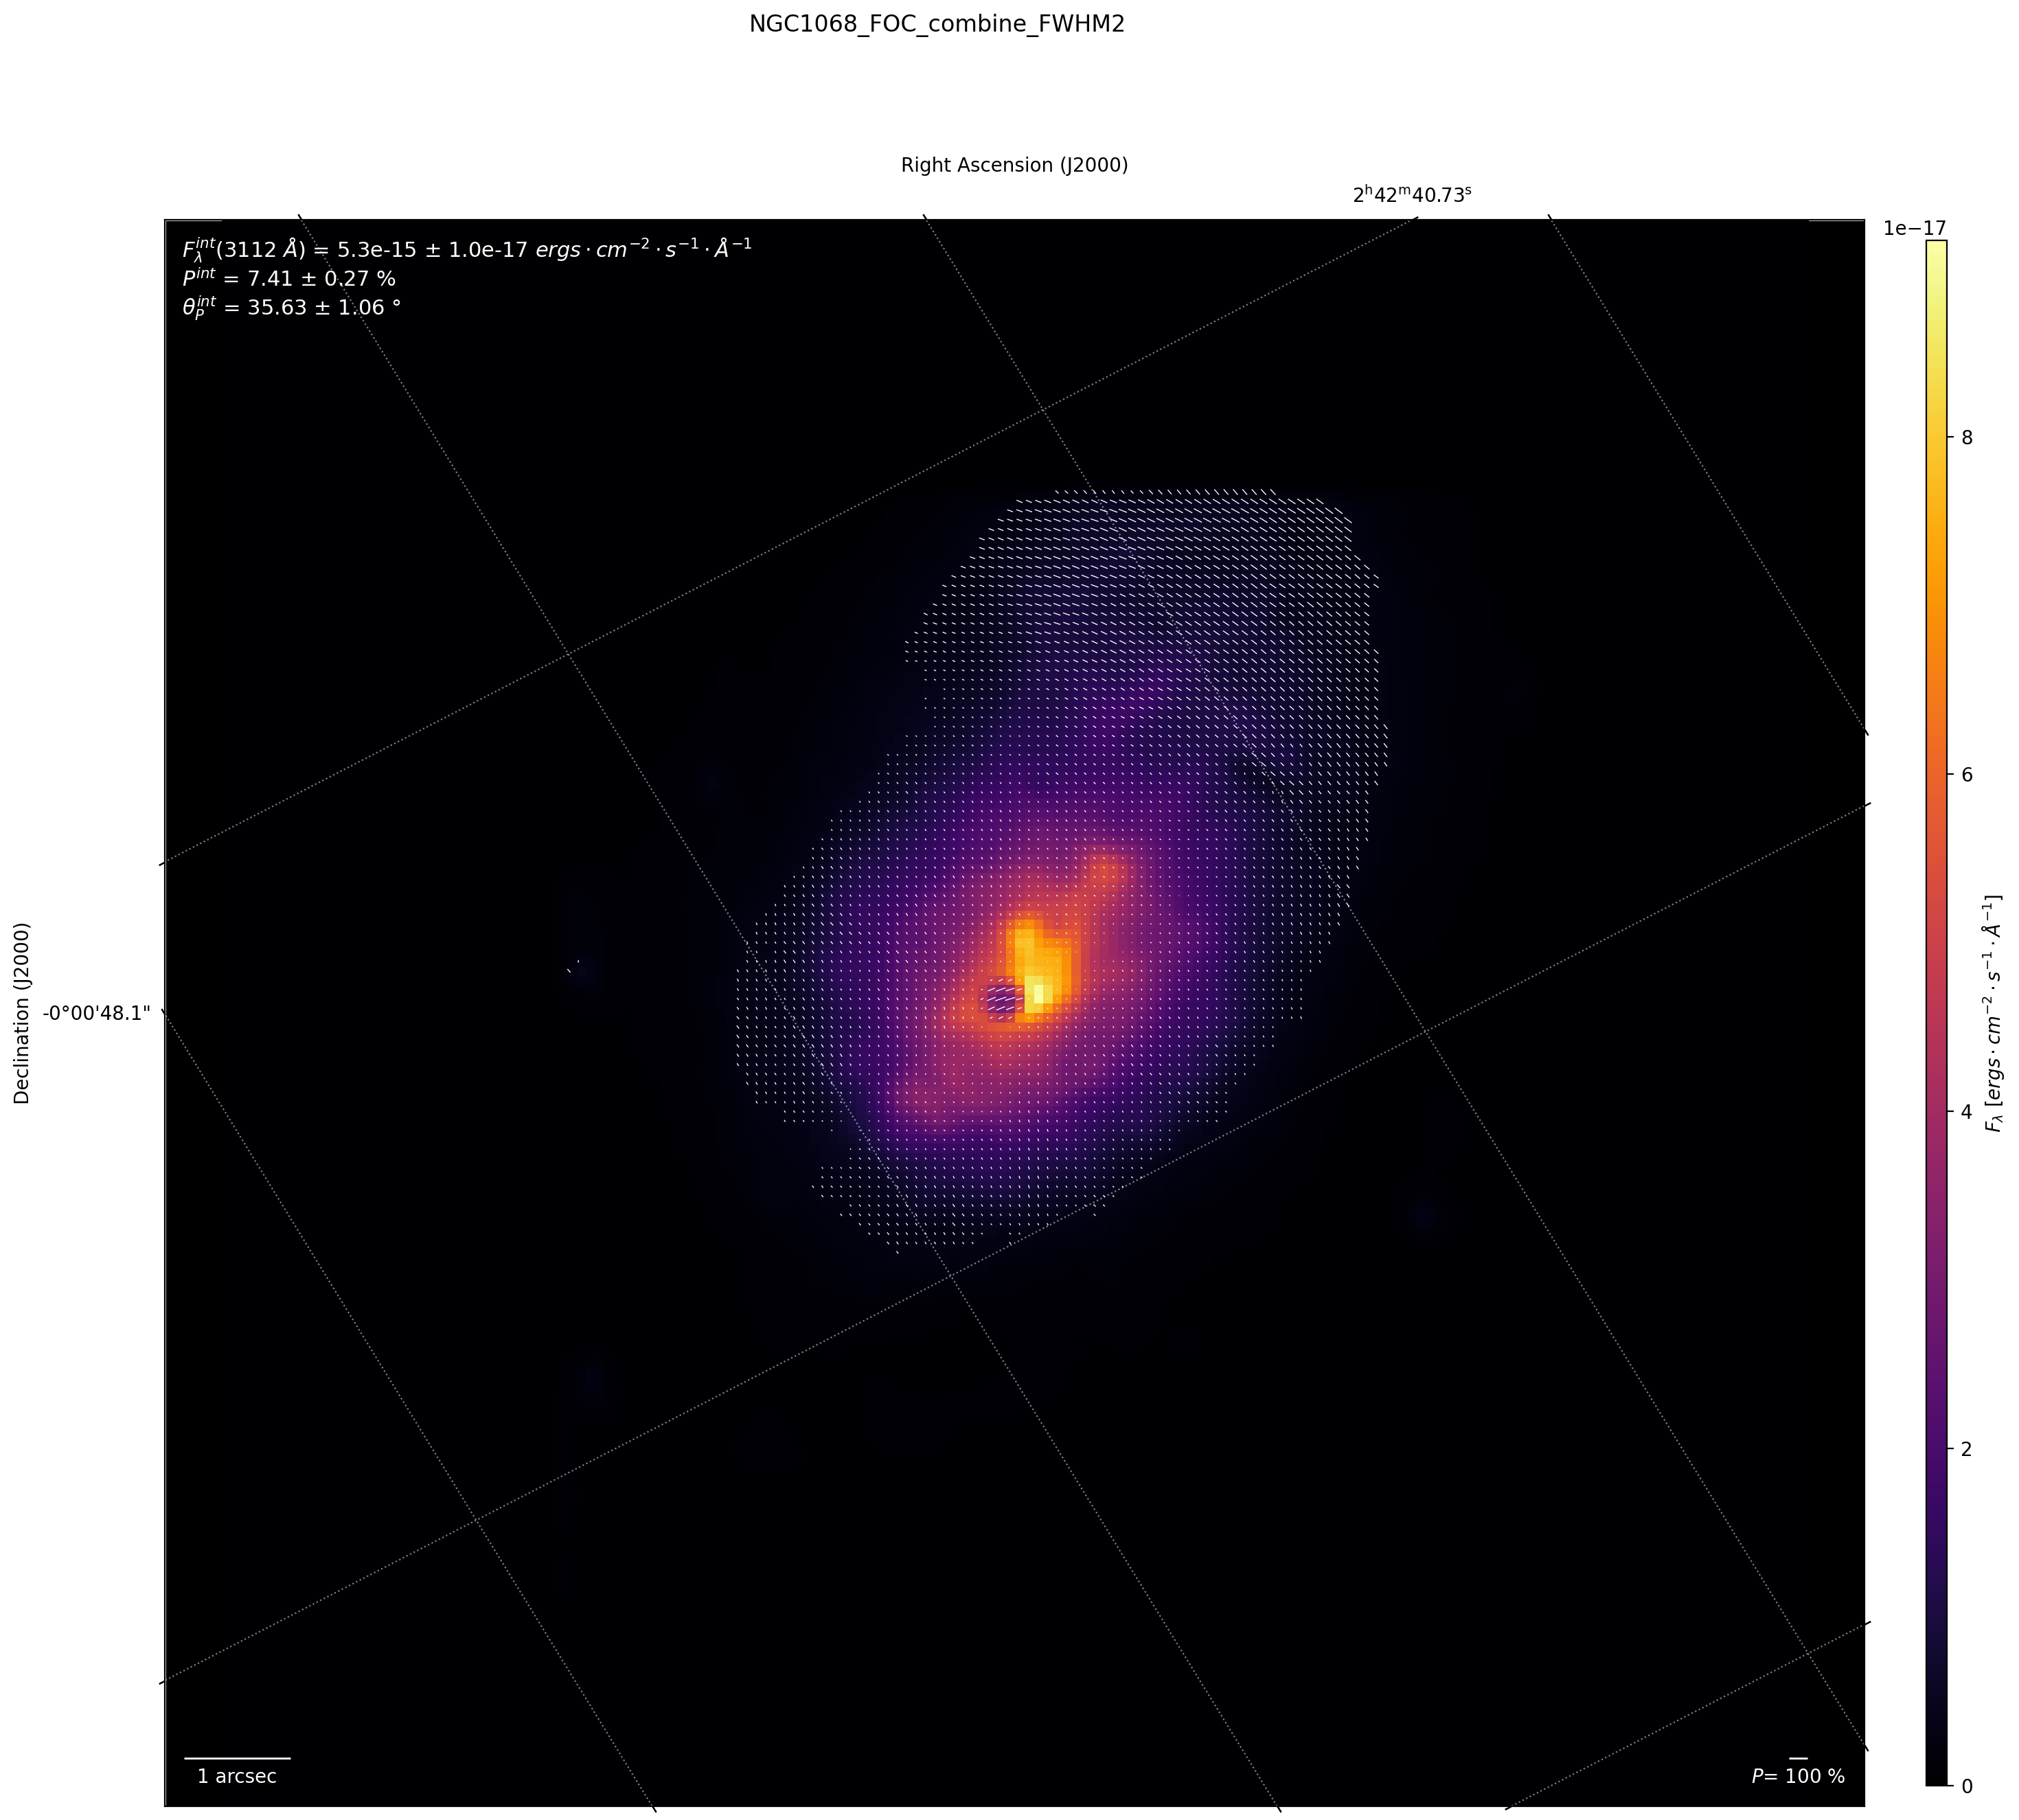 NGC1068_FOC_combine_FWHM2
Right Ascension (J2000)
2ʰ42ᵐ40.73ˢ
1e−17
F_λ^int(3112 Å) = 5.3e-15 ± 1.0e-17 ergs · cm⁻² · s⁻¹ · Å⁻¹
P^int = 7.41 ± 0.27 %
θ_P^int = 35.63 ± 1.06 °
8
6
4
2
0
F_λ [ergs · cm⁻² · s⁻¹ · Å⁻¹]
Declination (J2000)
-0°00'48.1"
1 arcsec
P= 100 %